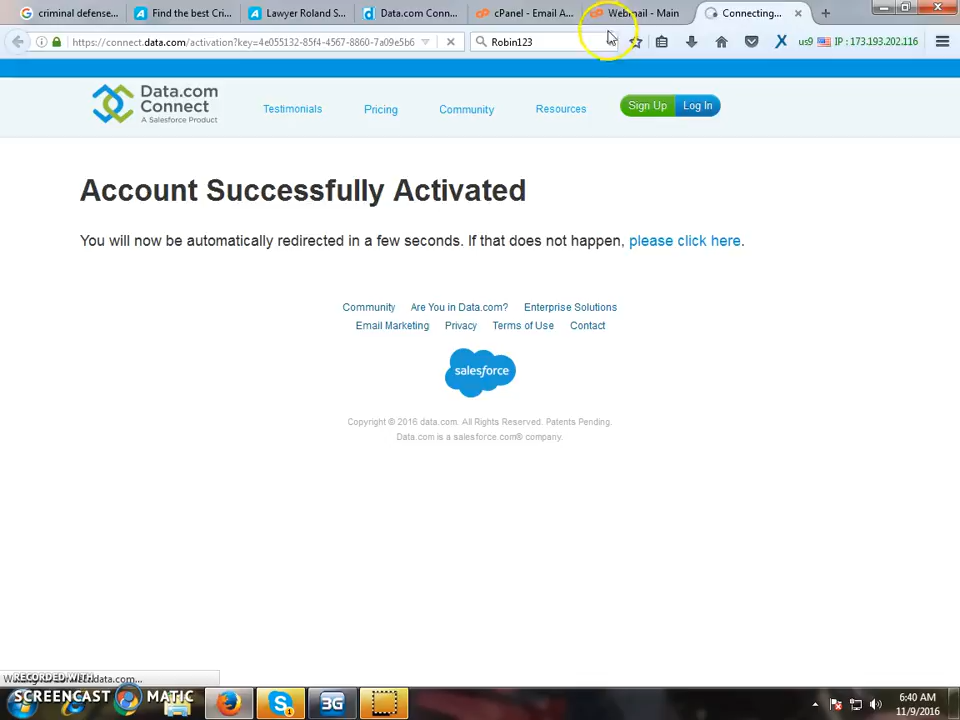 criminal defense...
Find the best Cri...
Lawyer Roland S...
Data.com Conn...
cPanel - Email A...
Webmail - Main
Connecting...
https://connect.data.com/activation?key=4e055132-85f4-4567-8860-7a09d9e5b6
Robin123
us9 IP : 173.193.202.116
Data.com
Connect
A Salesforce Product
Testimonials
Pricing
Community
Resources
Sign Up
Log In
Account Successfully Activated
You will now be automatically redirected in a few seconds. If that does not happen, please click here.
Community Are You in Data.com? Enterprise Solutions
Email Marketing Privacy Terms of Use Contact
salesforce
Copyright © 2016 data.com. All Rights Reserved. Patents Pending.
Data.com is a salesforce.com® company.
RECORDED WITH
SCREENCAST MATIC
3G
6:40 AM
11/9/2016